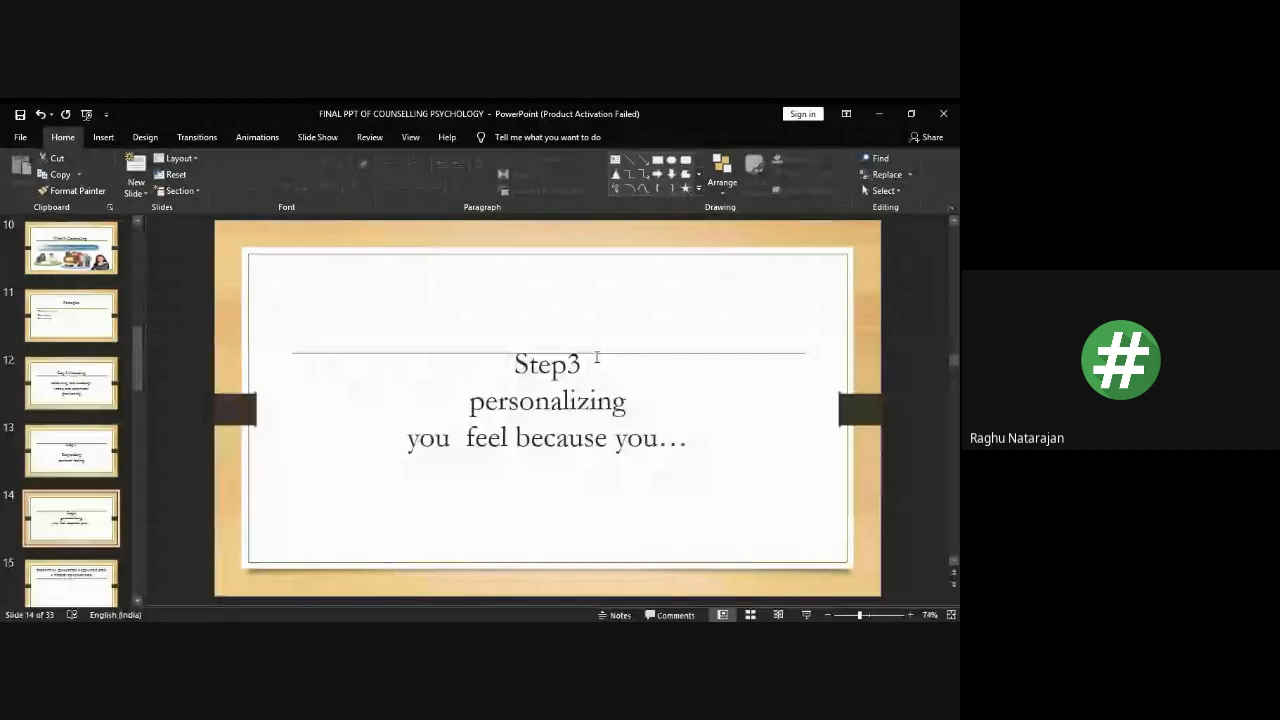 FINAL PPT OF COUNSELLING PSYCHOLOGY - PowerPoint (Product Activation Failed)
Sign in
File Home Insert Design Transitions Animations Slide Show Review View Help Tell me what you want to do Share
Cut
Copy
Format Painter
Clipboard
New
Slide
Layout
Reset
Section
Slides
Font
Paragraph
Arrange
Drawing
Find
Replace
Select
Editing
10
11
12
13
14
15
Step3
personalizing
you feel because you...
#
Raghu Natarajan
Slide 14 of 33 English (India) Notes Comments 74%